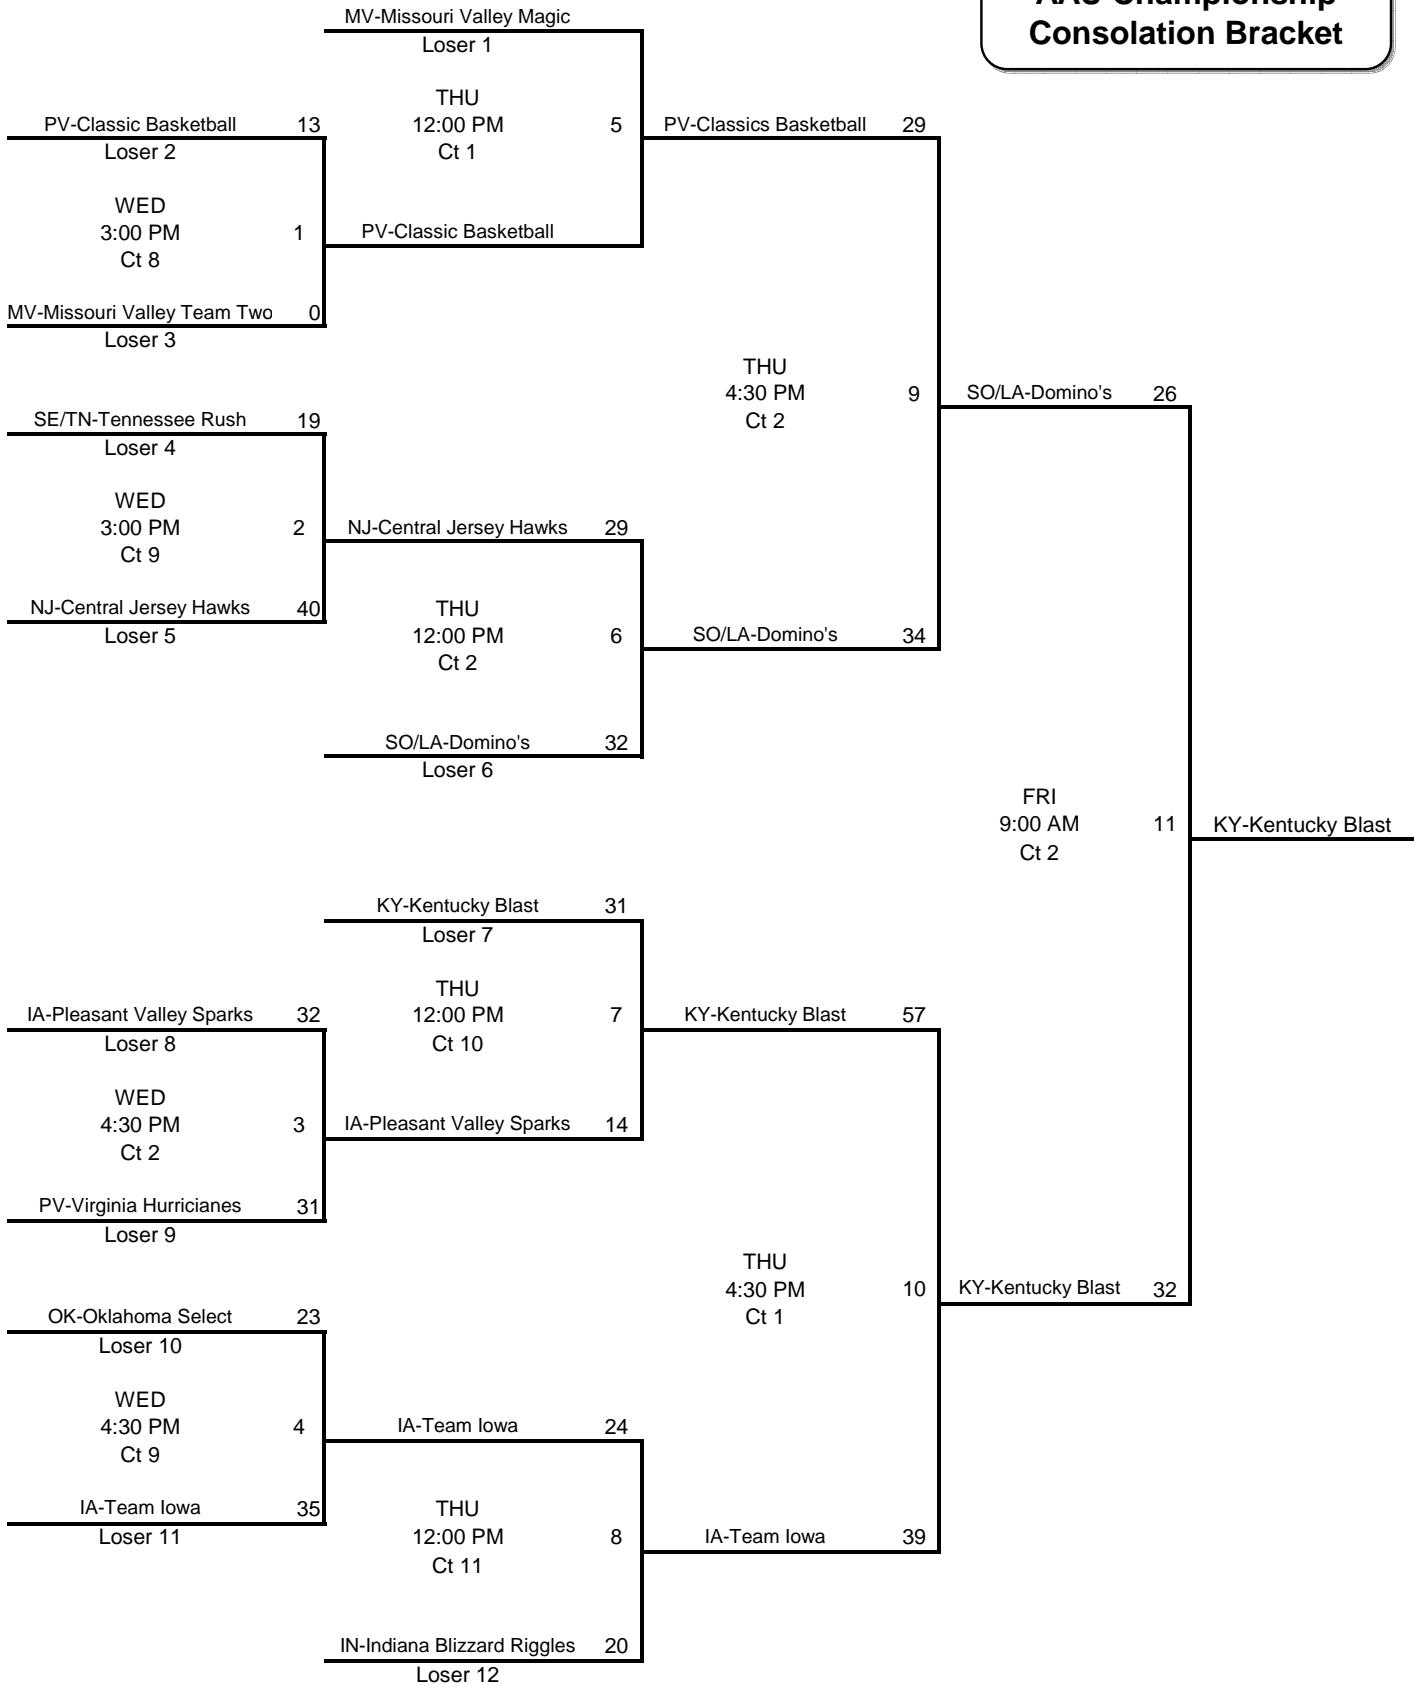 AAU Championship
Consolation Bracket
MV-Missouri Valley Magic
Loser 1
THU
12:00 PM 5
Ct 1
PV-Classic Basketball 13
Loser 2
WED
3:00 PM 1
Ct 8
PV-Classic Basketball
MV-Missouri Valley Team Two 0
Loser 3
PV-Classics Basketball 29
THU
4:30 PM 9
Ct 2
SO/LA-Domino's 26
SE/TN-Tennessee Rush 19
Loser 4
WED
3:00 PM 2
Ct 9
NJ-Central Jersey Hawks 29
NJ-Central Jersey Hawks 40
Loser 5
THU
12:00 PM 6
Ct 2
SO/LA-Domino's 34
SO/LA-Domino's 32
Loser 6
FRI
9:00 AM 11
Ct 2
KY-Kentucky Blast
KY-Kentucky Blast 31
Loser 7
THU
12:00 PM 7
Ct 10
KY-Kentucky Blast 57
IA-Pleasant Valley Sparks 32
Loser 8
WED
4:30 PM 3
Ct 2
IA-Pleasant Valley Sparks 14
PV-Virginia Hurricianes 31
Loser 9
THU
4:30 PM 10
Ct 1
KY-Kentucky Blast 32
OK-Oklahoma Select 23
Loser 10
WED
4:30 PM 4
Ct 9
IA-Team Iowa 24
IA-Team Iowa 35
Loser 11
THU
12:00 PM 8
Ct 11
IA-Team Iowa 39
IN-Indiana Blizzard Riggles 20
Loser 12